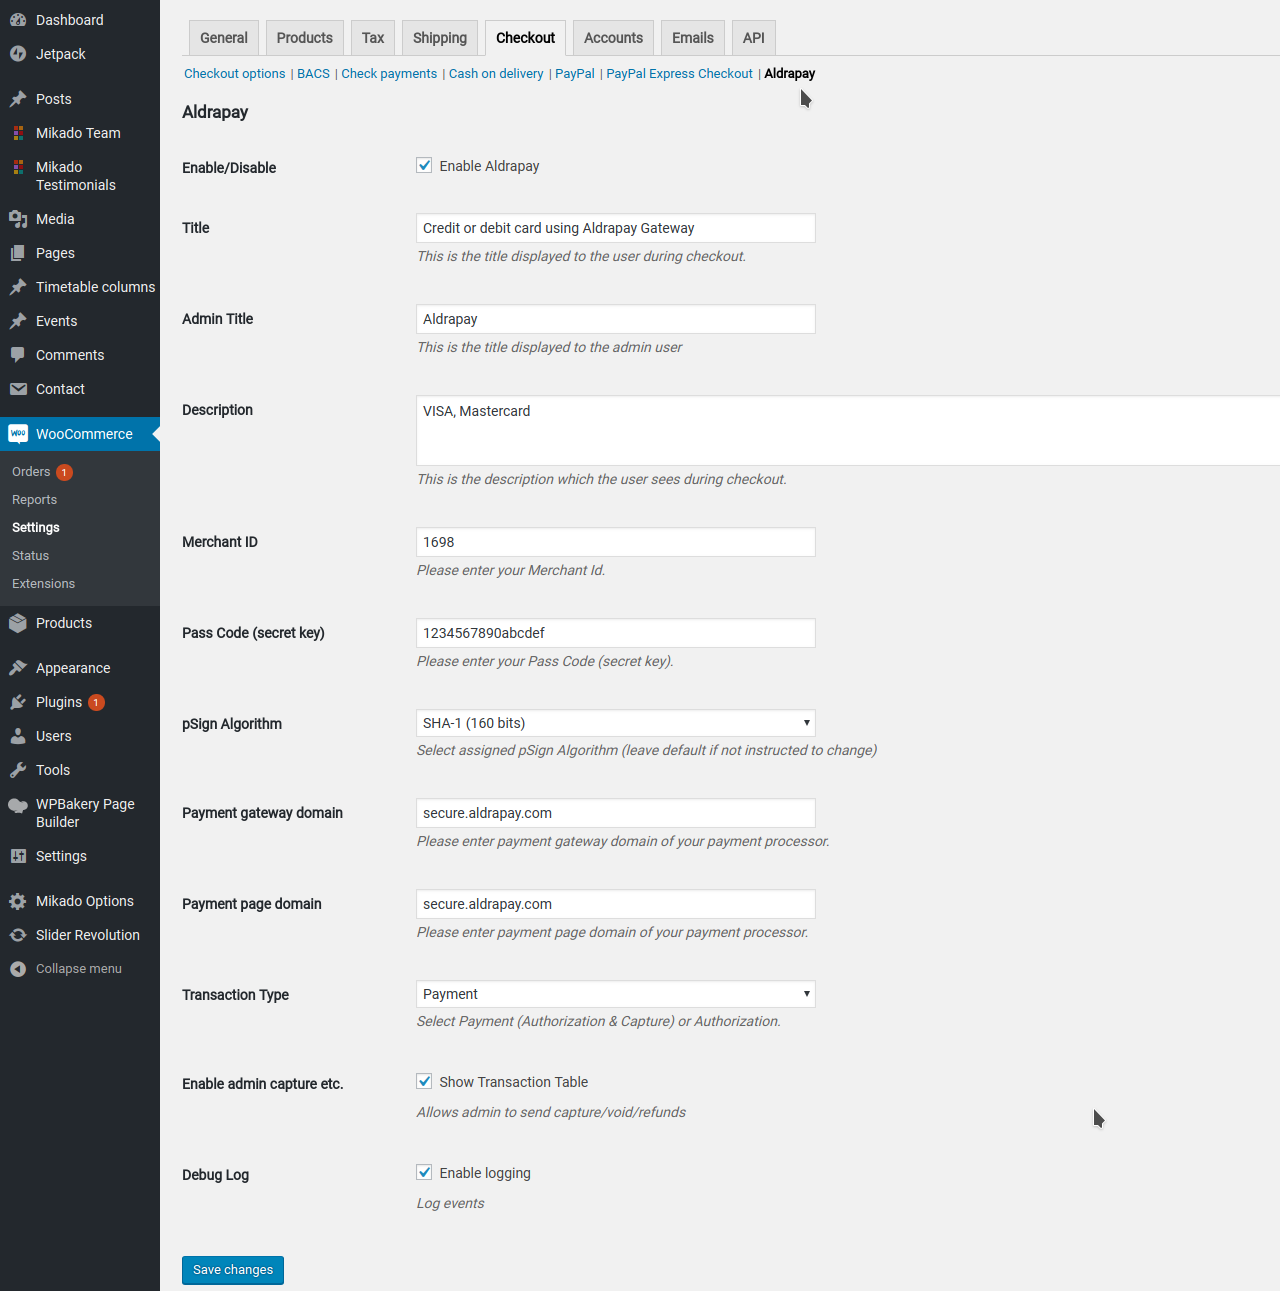 Dashboard
Jetpack
Posts
Mikado Team
Mikado
Testimonials
Media
Pages
Timetable columns
Events
Comments
Contact
Woo WooCommerce
Orders 1
Reports
Settings
Status
Extensions
Products
Appearance
Plugins 1
Users
Tools
WPBakery Page
Builder
Settings
Mikado Options
Slider Revolution
Collapse menu
General Products Tax Shipping Checkout Accounts Emails API
Checkout options | BACS | Check payments | Cash on delivery | PayPal | PayPal Express Checkout | Aldrapay
Aldrapay
Enable/Disable Enable Aldrapay
Title Credit or debit card using Aldrapay Gateway
This is the title displayed to the user during checkout.
Admin Title Aldrapay
This is the title displayed to the admin user
Description VISA, Mastercard
This is the description which the user sees during checkout.
Merchant ID 1698
Please enter your Merchant Id.
Pass Code (secret key) 1234567890abcdef
Please enter your Pass Code (secret key).
pSign Algorithm SHA-1 (160 bits)
Select assigned pSign Algorithm (leave default if not instructed to change)
Payment gateway domain secure.aldrapay.com
Please enter payment gateway domain of your payment processor.
Payment page domain secure.aldrapay.com
Please enter payment page domain of your payment processor.
Transaction Type Payment
Select Payment (Authorization & Capture) or Authorization.
Enable admin capture etc. Show Transaction Table
Allows admin to send capture/void/refunds
Debug Log Enable logging
Log events
Save changes